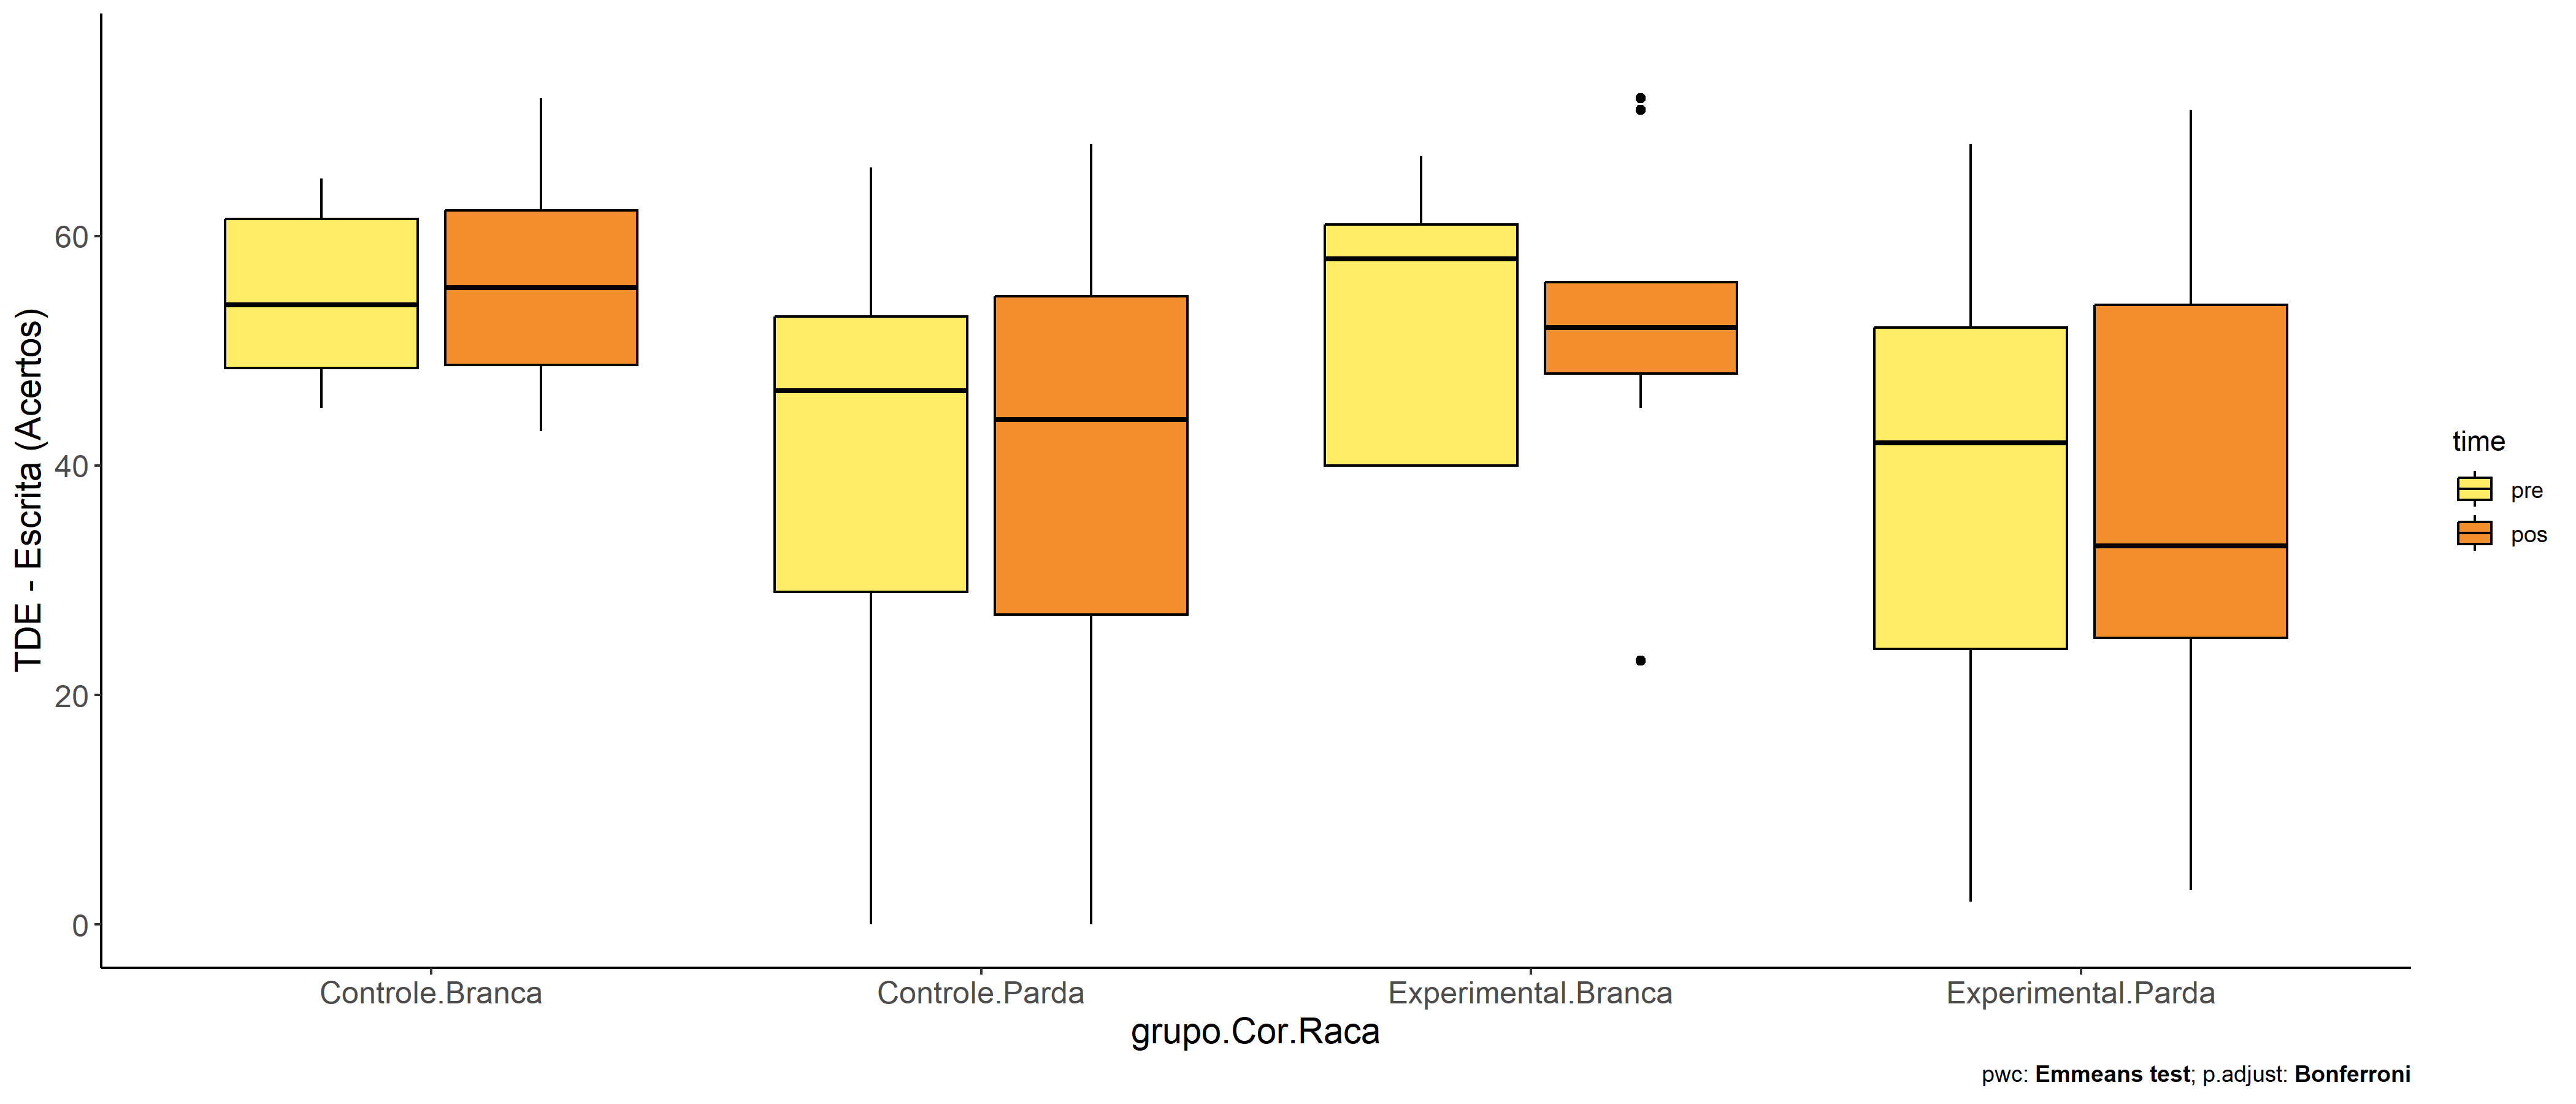 TDE - Escrita (Acertos)
60
40
20
0
Controle.Branca
Controle.Parda
Experimental.Branca
Experimental.Parda
grupo.Cor.Raca
time
pre
pos
pwc: Emmeans test; p.adjust: Bonferroni